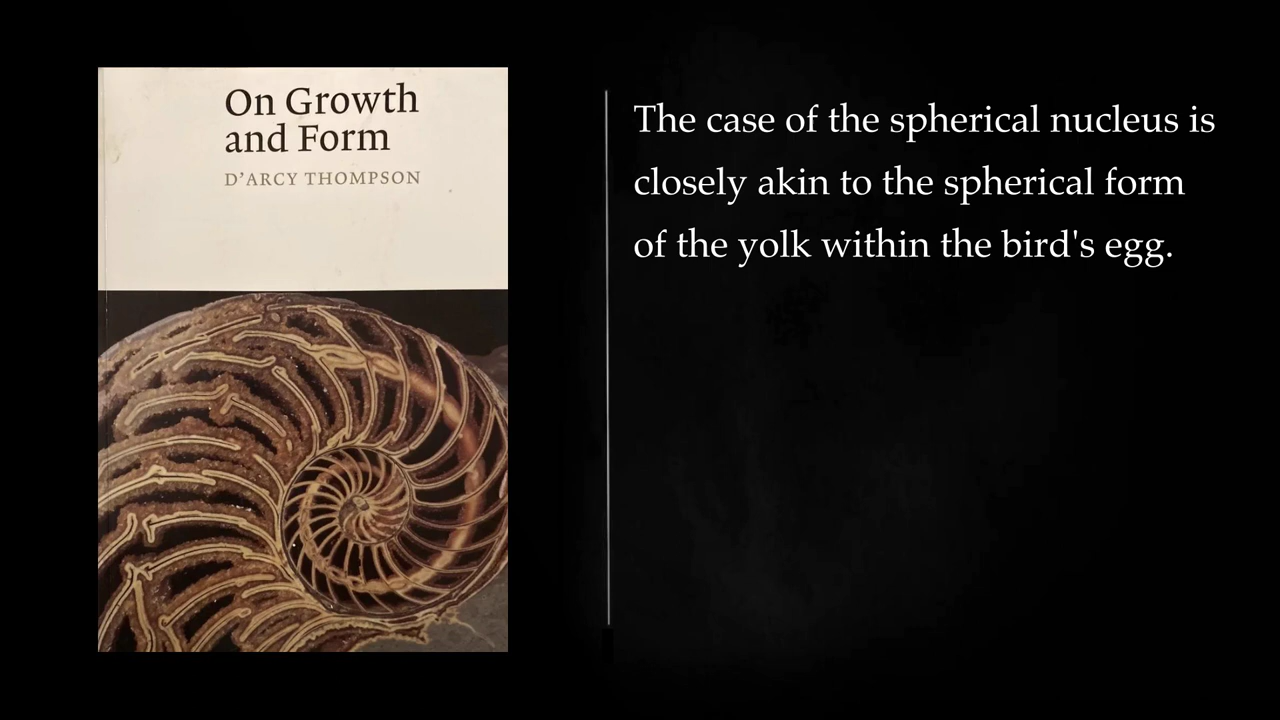 On Growth
and Form
D'ARCY THOMPSON
The case of the spherical nucleus is
closely akin to the spherical form
of the yolk within the bird's egg.